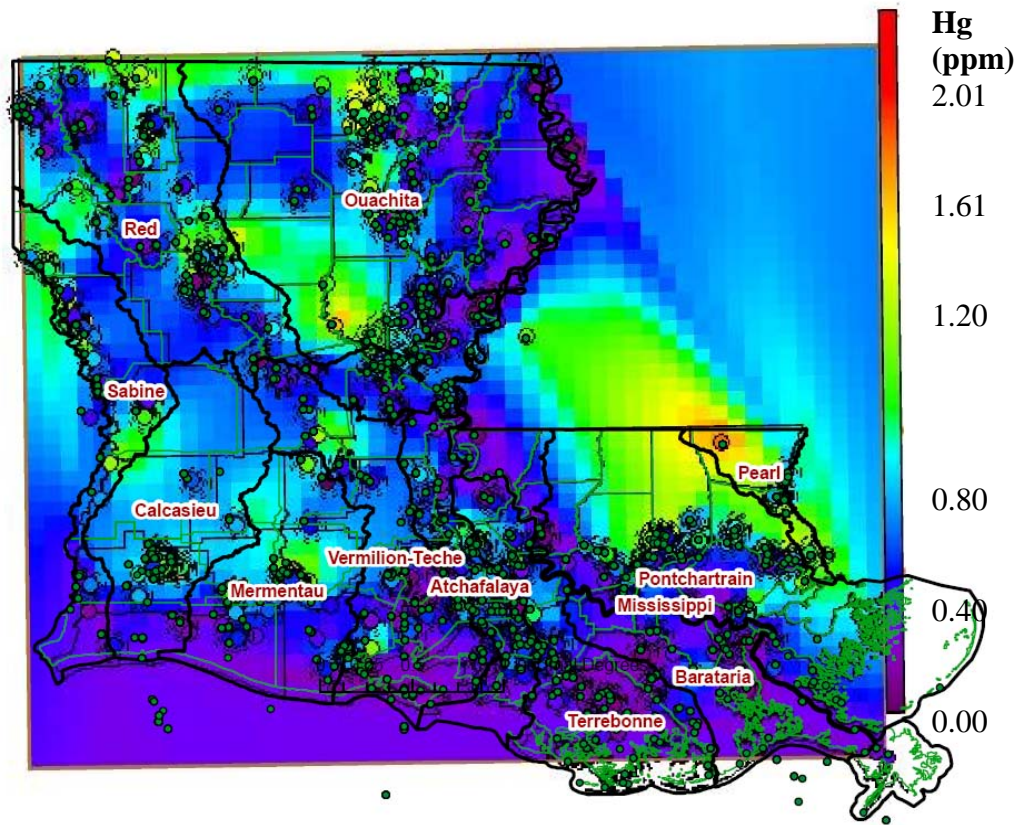 Hg
(ppm)
2.01
1.61
1.20
0.80
0.40
0.00
Ouachita
Red
Sabine
Pearl
Calcasieu
Vermilion-Teche
Atchafalaya
Mermentau
Pontchartrain
Mississippi
Barataria
Terrebonne